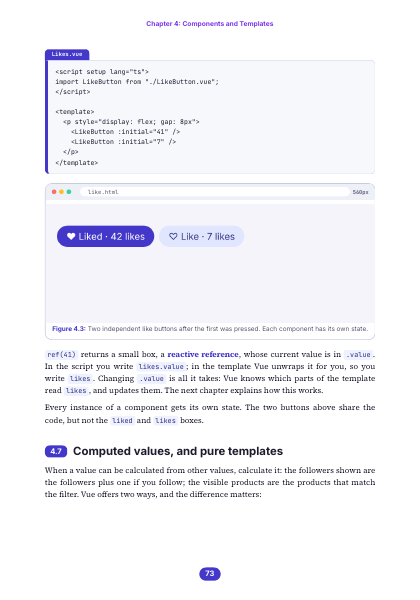 Chapter 4: Components and Templates
Likes.vue
<script setup lang="ts">
import LikeButton from "./LikeButton.vue";
</script>
<template>
<p style="display: flex; gap: 8px">
<LikeButton :initial="41" />
<LikeButton :initial="7" />
</p>
</template>
like.html
560px
♥ Liked · 42 likes
♡ Like · 7 likes
Figure 4.3: Two independent like buttons after the first was pressed. Each component has its own state.
ref(41) returns a small box, a reactive reference, whose current value is in .value.
In the script you write likes.value; in the template Vue unwraps it for you, so you
write likes. Changing .value is all it takes: Vue knows which parts of the template
read likes, and updates them. The next chapter explains how this works.
Every instance of a component gets its own state. The two buttons above share the
code, but not the liked and likes boxes.
4.7 Computed values, and pure templates
When a value can be calculated from other values, calculate it: the followers shown are
the followers plus one if you follow; the visible products are the products that match
the filter. Vue offers two ways, and the difference matters:
73